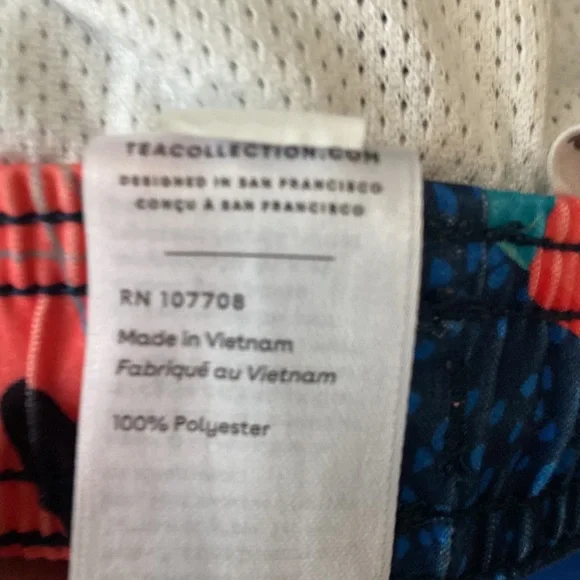 TEACOLLECTION.COM
DESIGNED IN SAN FRANCISCO
CONÇU À SAN FRANCISCO
RN 107708
Made in Vietnam
Fabriqué au Vietnam
100% Polyester